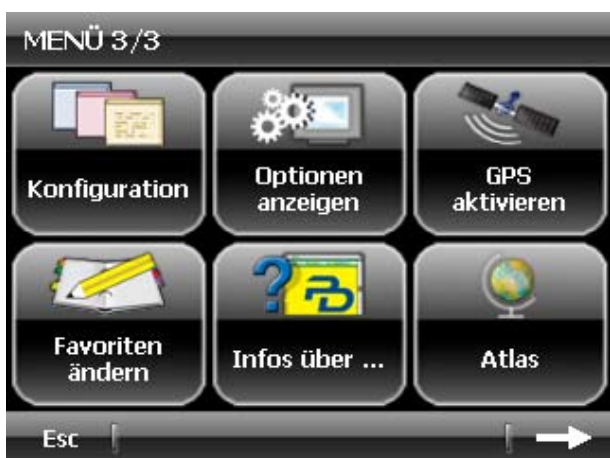 MENÜ 3/3
Konfiguration
Optionen
anzeigen
GPS
aktivieren
Favoriten
ändern
Infos über ...
Atlas
Esc